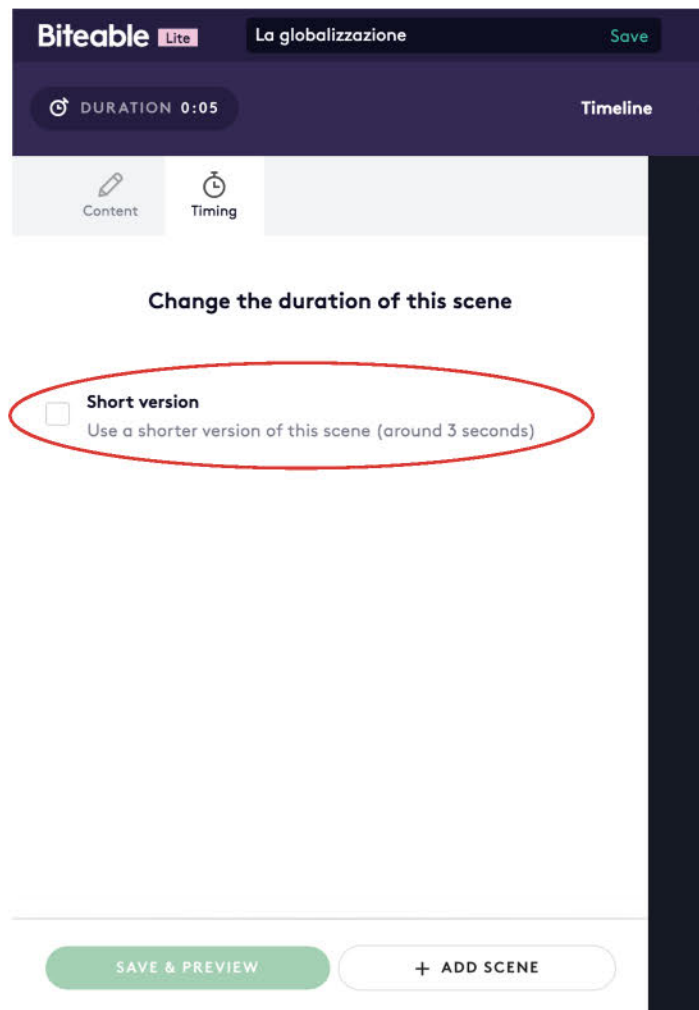 Biteable Lite La globalizzazione Save
DURATION 0:05 Timeline
Content Timing
Change the duration of this scene
Short version
Use a shorter version of this scene (around 3 seconds)
SAVE & PREVIEW + ADD SCENE